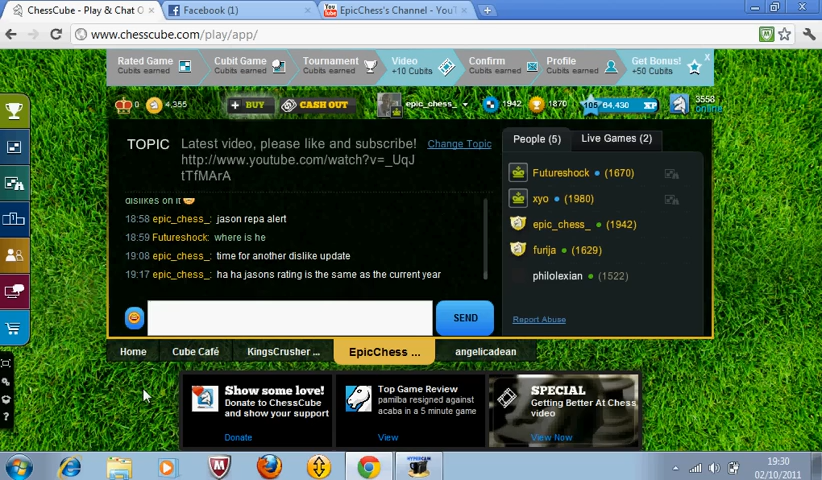 ChessCube - Play & Chat O
Facebook (1)
EpicChess's Channel - YouT
www.chesscube.com/play/app/
Rated Game
Cubits earned
Cubit Game
Cubits earned
Tournament
Cubits earned
Video
+10 Cubits
Confirm
Cubits earned
Profile
Cubits earned
Get Bonus!
+50 Cubits
x
0
4,355
+ BUY
CASH OUT
epic_chess_
1942
1870
105
64,430
XP
3558
online
TOPIC
Latest video, please like and subscribe!
Change Topic
http://www.youtube.com/watch?v=_UqJ
tTfMArA
dislikes on it
18:58 epic_chess_: jason repa alert
18:59 Futureshock: where is he
19:08 epic_chess_: time for another dislike update
19:17 epic_chess_: ha ha jasons rating is the same as the current year
SEND
People (5)
Live Games (2)
Futureshock (1670)
xyo (1980)
epic_chess_ (1942)
furija (1629)
philolexian (1522)
Report Abuse
Home
Cube Café
KingsCrusher ...
EpicChess ...
angelicadean
Show some love!
Donate to ChessCube
and show your support
Donate
Top Game Review
pamlba resigned against
acaba in a 5 minute game
View
SPECIAL
Getting Better At Chess
video
View Now
HYPERCAM
19:30
02/10/2011